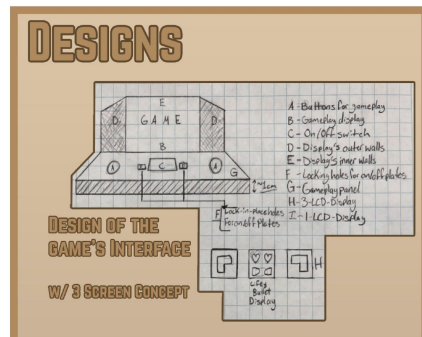 DESIGNS
E
D
GAME
D
B
A
C
A
G
~1cm
F Lock-in-place holes
For on/off Plates
A - Buttons for gameplay
B - Gameplay display
C - On/Off switch
D - Display's outer walls
E - Display's inner walls
F - Locking holes for on/off plates
G - Gameplay panel
H - 3-LCD-Display
I - 1-LCD-Display
DESIGN OF THE
GAME'S INTERFACE
W/ 3 SCREEN CONCEPT
H
Bullet
Display